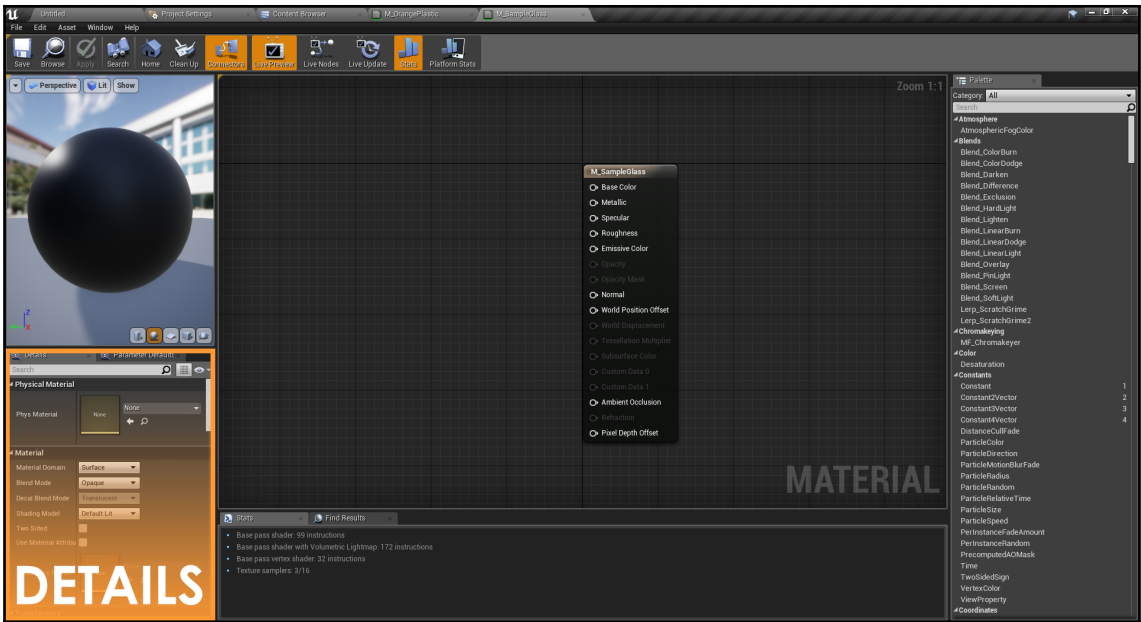 Untitled
Project Settings
Content Browser
M_OrangePlastic
M_SampleGlass
File Edit Asset Window Help
Save Browse Apply Search Home Clean Up Connectors Live Preview Live Nodes Live Update Stats Platform Stats
Perspective Lit Show
Zoom 1:1
M_SampleGlass
Base Color
Metallic
Specular
Roughness
Emissive Color
Opacity
Opacity Mask
Normal
World Position Offset
World Displacement
Tessellation Multiplier
Subsurface Color
Custom Data 0
Custom Data 1
Ambient Occlusion
Refraction
Pixel Depth Offset
MATERIAL
Z
X
Details Parameter Defaults
Search
Physical Material
Phys Material None None
Material
Material Domain Surface
Blend Mode Opaque
Decal Blend Mode Translucent
Shading Model Default Lit
Two Sided
Use Material Attribu
DETAILS
Stats Find Results
Base pass shader: 99 instructions
Base pass shader with Volumetric Lightmap: 172 instructions
Base pass vertex shader: 32 instructions
Texture samplers: 3/16
Palette
Category: All
Search
Atmosphere
AtmosphericFogColor
Blends
Blend_ColorBurn
Blend_ColorDodge
Blend_Darken
Blend_Difference
Blend_Exclusion
Blend_HardLight
Blend_Lighten
Blend_LinearBurn
Blend_LinearDodge
Blend_LinearLight
Blend_Overlay
Blend_PinLight
Blend_Screen
Blend_SoftLight
Lerp_ScratchGrime
Lerp_ScratchGrime2
Chromakeying
MF_Chromakeyer
Color
Desaturation
Constants
Constant 1
Constant2Vector 2
Constant3Vector 3
Constant4Vector 4
DistanceCullFade
ParticleColor
ParticleDirection
ParticleMotionBlurFade
ParticleRadius
ParticleRandom
ParticleRelativeTime
ParticleSize
ParticleSpeed
PerInstanceFadeAmount
PerInstanceRandom
PrecomputedAOMask
Time
TwoSidedSign
VertexColor
ViewProperty
Coordinates